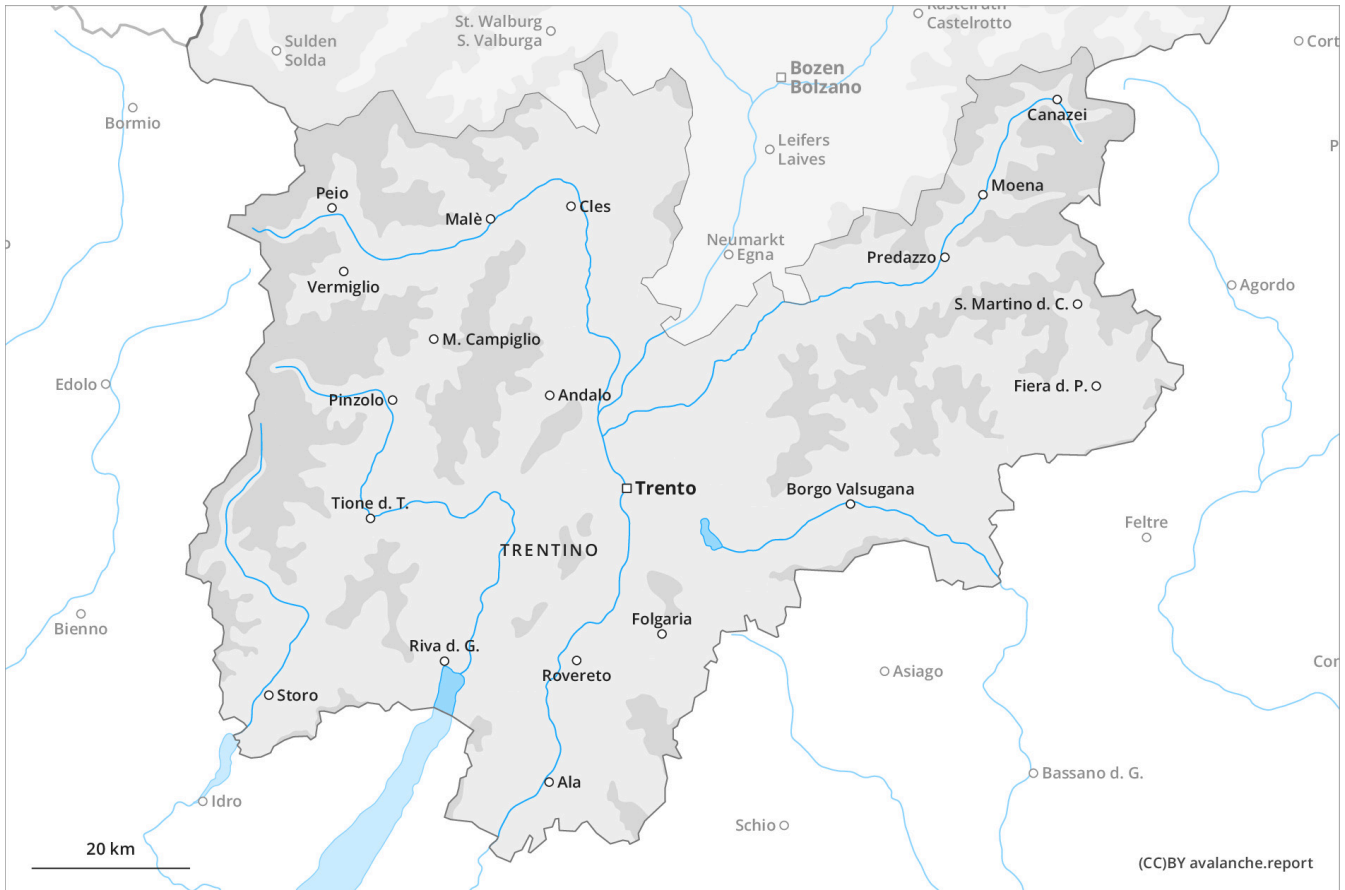 Kastelruth
Castelrotto
St. Walburg
S. Valburga
Sulden
Solda
Cort
Bozen
Bolzano
Bormio
Canazei
Leifers
Laives
P
Moena
Peio
Malè
Cles
Neumarkt
Egna
Predazzo
Vermiglio
Agordo
S. Martino d. C.
M. Campiglio
Edolo
Fiera d. P.
Pinzolo
Andalo
Trento
Borgo Valsugana
Tione d. T.
Feltre
TRENTINO
Bienno
Folgaria
Riva d. G.
Rovereto
Asiago
Cor
Storo
Bassano d. G.
Ala
Idro
Schio
20 km
(CC)BY avalanche.report